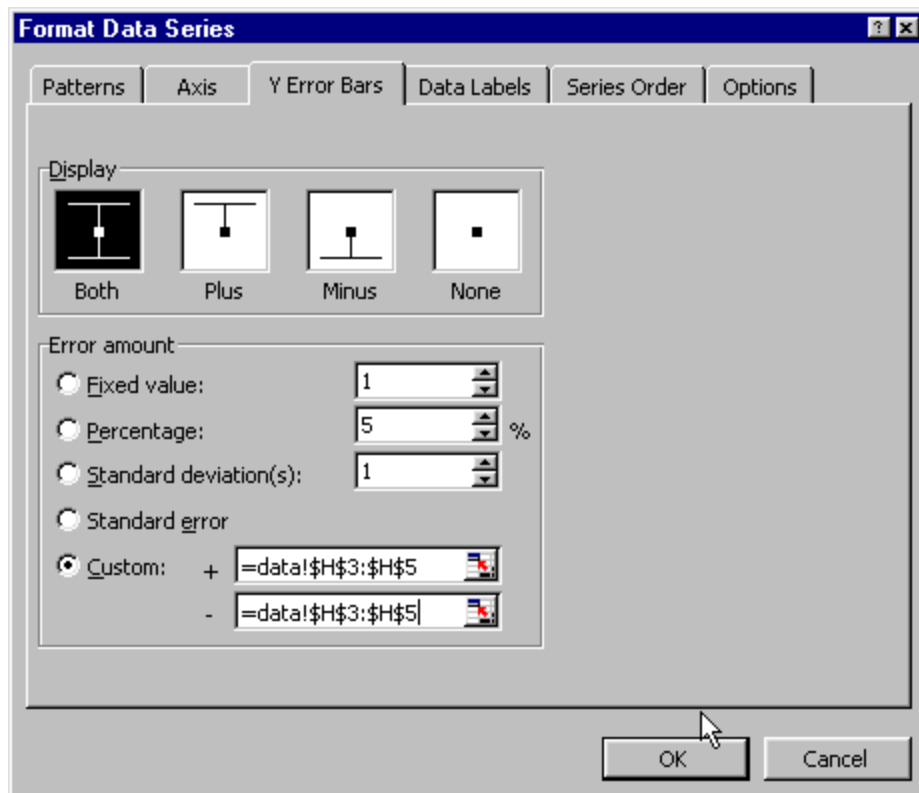 Format Data Series
Patterns Axis Y Error Bars Data Labels Series Order Options
Display
Both Plus Minus None
Error amount
Fixed value: 1
Percentage: 5 %
Standard deviation(s): 1
Standard error
Custom: + =data!$H$3:$H$5
- =data!$H$3:$H$5
OK Cancel